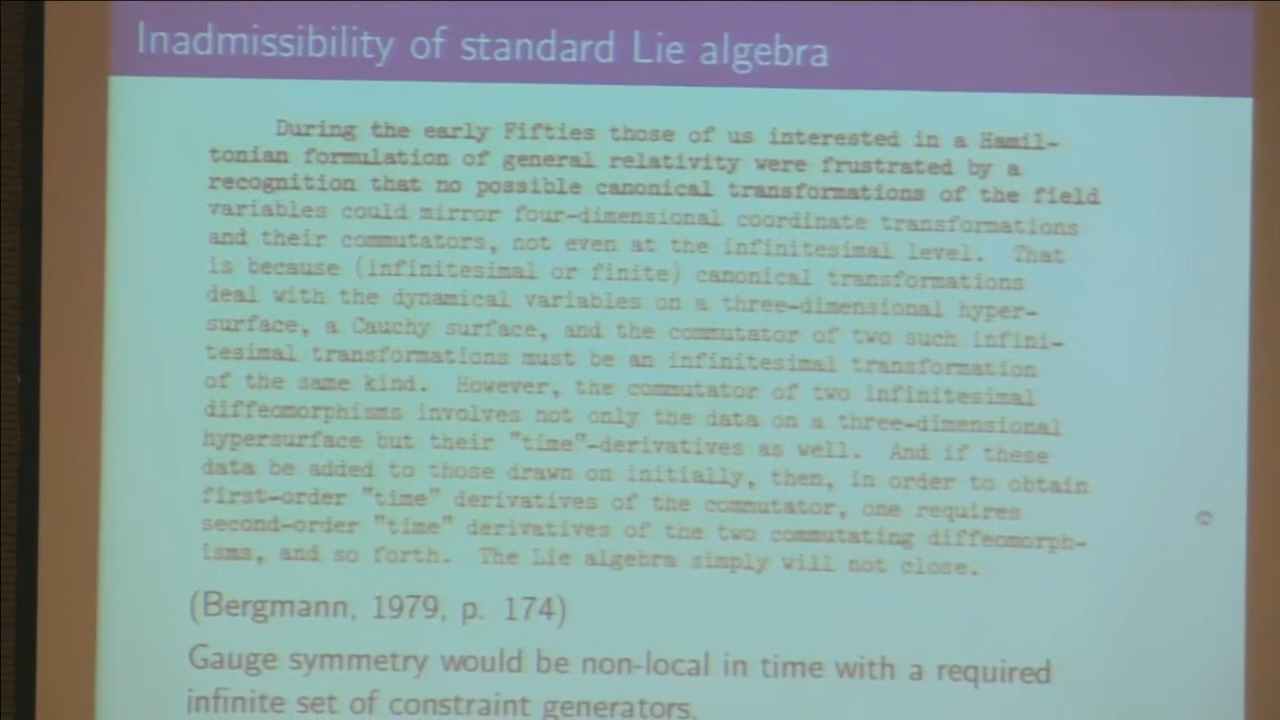 Inadmissibility of standard Lie algebra
During the early Fifties those of us interested in a Hamil-
tonian formulation of general relativity were frustrated by a
recognition that no possible canonical transformations of the field
variables could mirror four-dimensional coordinate transformations
and their commutators, not even at the infinitesimal level. That
is because (infinitesimal or finite) canonical transformations
deal with the dynamical variables on a three-dimensional hyper-
surface, a Cauchy surface, and the commutator of two such infini-
tesimal transformations must be an infinitesimal transformation
of the same kind. However, the commutator of two infinitesimal
diffeomorphisms involves not only the data on a three-dimensional
hypersurface but their "time"-derivatives as well. And if these
data be added to those drawn on initially, then, in order to obtain
first-order "time" derivatives of the commutator, one requires
second-order "time" derivatives of the two commutating diffeomorph-
isms, and so forth. The Lie algebra simply will not close.
(Bergmann, 1979, p. 174)
Gauge symmetry would be non-local in time with a required
infinite set of constraint generators.